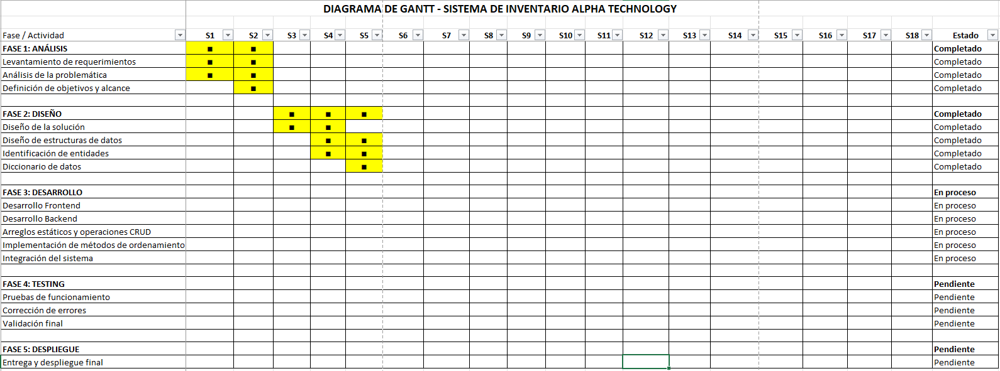 DIAGRAMA DE GANTT - SISTEMA DE INVENTARIO ALPHA TECHNOLOGY
Fase / Actividad S1 S2 S3 S4 S5 S6 S7 S8 S9 S10 S11 S12 S13 S14 S15 S16 S17 S18 Estado
FASE 1: ANÁLISIS ■ ■ Completado
Levantamiento de requerimientos ■ ■ Completado
Análisis de la problemática ■ ■ Completado
Definición de objetivos y alcance ■ Completado
FASE 2: DISEÑO ■ ■ ■ Completado
Diseño de la solución ■ ■ Completado
Diseño de estructuras de datos ■ ■ Completado
Identificación de entidades ■ ■ Completado
Diccionario de datos ■ Completado
FASE 3: DESARROLLO En proceso
Desarrollo Frontend En proceso
Desarrollo Backend En proceso
Arreglos estáticos y operaciones CRUD En proceso
Implementación de métodos de ordenamiento En proceso
Integración del sistema En proceso
FASE 4: TESTING Pendiente
Pruebas de funcionamiento Pendiente
Corrección de errores Pendiente
Validación final Pendiente
FASE 5: DESPLIEGUE Pendiente
Entrega y despliegue final Pendiente